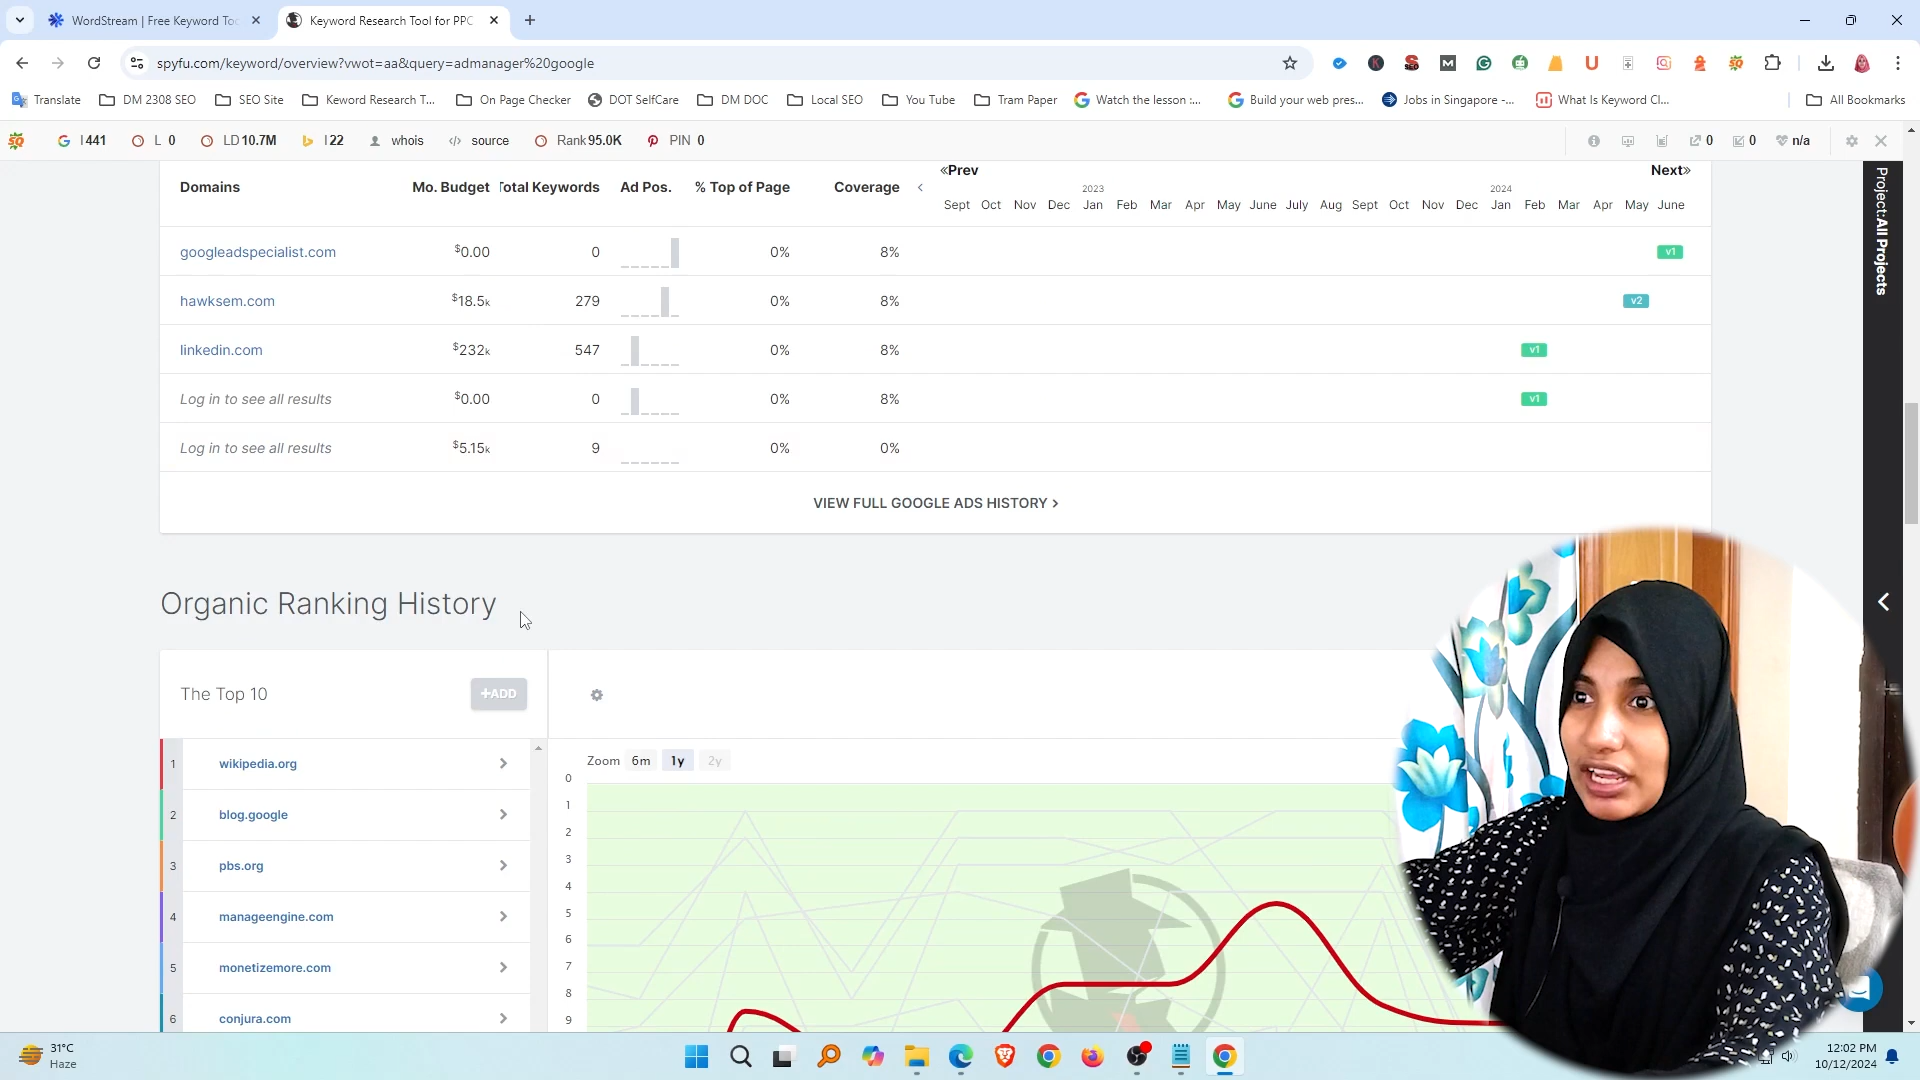 WordStream | Free Keyword Too
Keyword Research Tool for PPC
spyfu.com/keyword/overview?vwot=aa&query=admanager%20google
Translate
DM 2308 SEO
SEO Site
Keword Research T...
On Page Checker
DOT SelfCare
DM DOC
Local SEO
You Tube
Tram Paper
Watch the lesson :...
Build your web pres...
Jobs in Singapore -...
What Is Keyword Cl...
All Bookmarks
I 441
L 0
LD 10.7M
I 22
whois
source
Rank 95.0K
PIN 0
0
0
n/a
«Prev
Next»
Domains
Mo. Budget
Total Keywords
Ad Pos.
% Top of Page
Coverage
2023
2024
Sept Oct Nov Dec Jan Feb Mar Apr May June July Aug Sept Oct Nov Dec Jan Feb Mar Apr May June
googleadspecialist.com $0.00 0 0% 8% v1
hawksem.com $18.5k 279 0% 8% v2
linkedin.com $232k 547 0% 8% v1
Log in to see all results $0.00 0 0% 8% v1
Log in to see all results $5.15k 9 0% 0%
VIEW FULL GOOGLE ADS HISTORY >
Project:All Projects
Organic Ranking History
The Top 10
+ADD
Zoom 6m 1y 2y
1 wikipedia.org
2 blog.google
3 pbs.org
4 manageengine.com
5 monetizemore.com
6 conjura.com
0
1
2
3
4
5
6
7
8
9
31°C
Haze
12:02 PM
10/12/2024